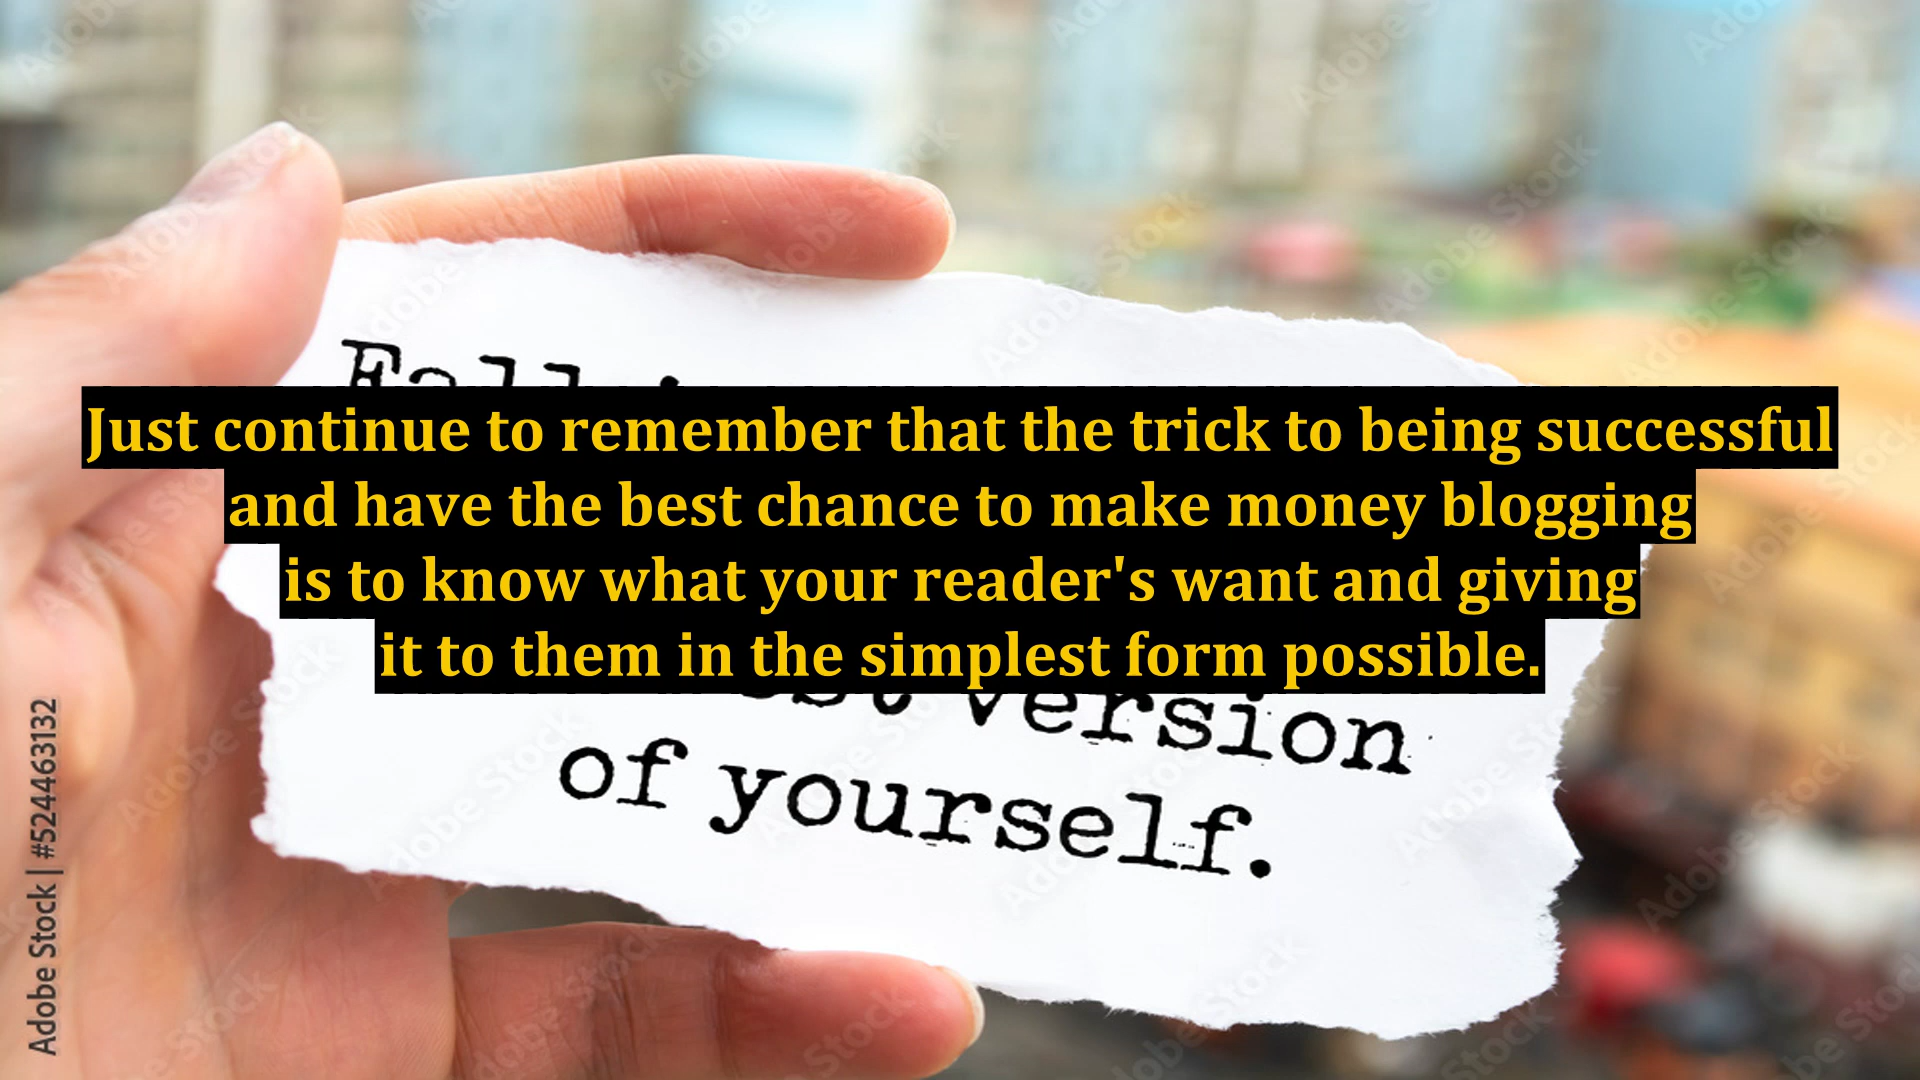 Fall
Just continue to remember that the trick to being successful
and have the best chance to make money blogging
is to know what your reader's want and giving
it to them in the simplest form possible.
version
of yourself.
Adobe Stock | #524463132